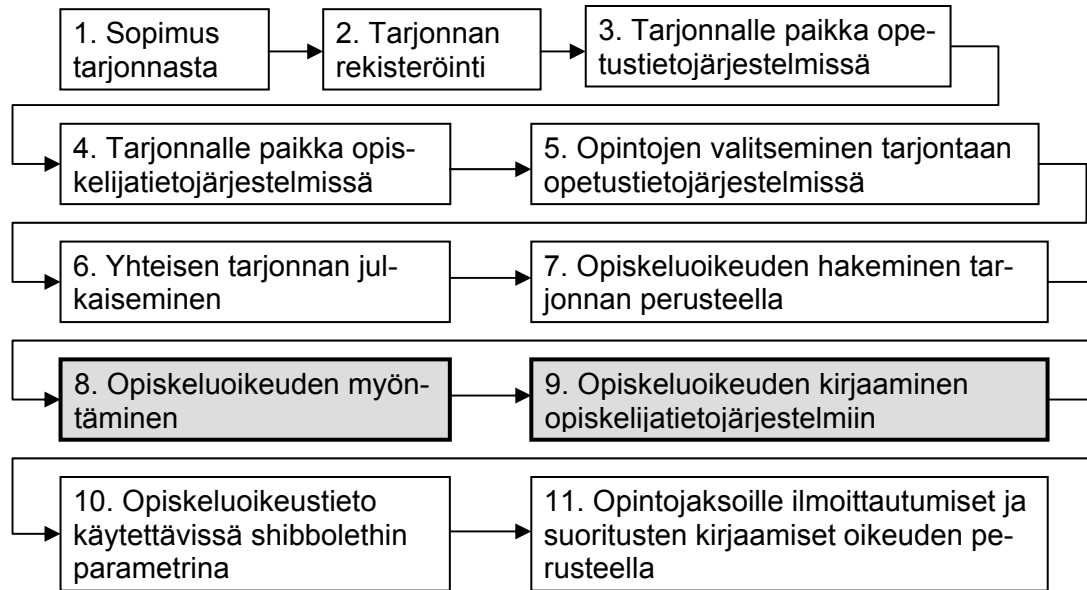 1. Sopimus
tarjonnasta
2. Tarjonnan
rekisteröinti
3. Tarjonnalle paikka ope-
tustietojärjestelmissä
4. Tarjonnalle paikka opis-
kelijatietojärjestelmissä
5. Opintojen valitseminen tarjontaan
opetustietojärjestelmissä
6. Yhteisen tarjonnan jul-
kaiseminen
7. Opiskeluoikeuden hakeminen tar-
jonnan perusteella
8. Opiskeluoikeuden myön-
täminen
9. Opiskeluoikeuden kirjaaminen
opiskelijatietojärjestelmiin
10. Opiskeluoikeustieto
käytettävissä shibbolethin
parametrina
11. Opintojaksoille ilmoittautumiset ja
suoritusten kirjaamiset oikeuden pe-
rusteella